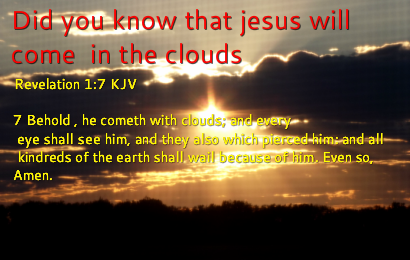 Did you know that jesus will
come in the clouds
Revelation 1:7 KJV
7 Behold , he cometh with clouds; and every
eye shall see him, and they also which pierced him: and all
kindreds of the earth shall wail because of him. Even so,
Amen.